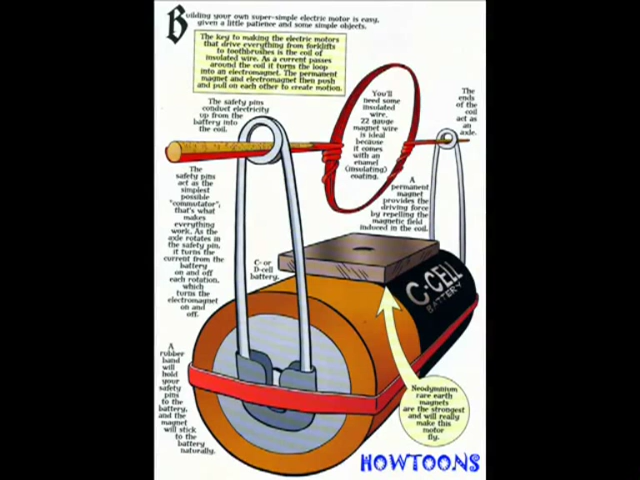 Building your own super-simple electric motor is easy,
given a little patience and some simple objects.
The key to making the electric motors
that drive everything from forklifts
to toothbrushes is the coil of
insulated wire. As a current passes
around the coil it turns the loop
into an electromagnet. The permanent
magnet and electromagnet then push
and pull on each other to create motion.
The safety pins
conduct electricity
up from the
battery into
the coil.
You'll
need some
insulated
wire.
22 gauge
magnet wire
is ideal
because
it comes
with an
enamel
(insulating)
coating.
The
ends
of the
coil
act as
an
axle.
The
safety pins
act as the
simplest
possible
"commutator",
that's what
makes
everything
work. As the
axle rotates in
the safety pin,
it turns the
current from the
battery
on and off
each rotation,
which
turns the
electromagnet
on and
off.
A
permanent
magnet
provides the
driving force
by repelling the
magnetic field
induced in the coil.
C- or
D-cell
battery.
C-CELL
BATTERY
A
rubber
band
will
hold
your
safety
pins
to the
battery,
and the
magnet
will stick
to the
battery
naturally.
Neodymnium
rare earth
magnets
are the strongest
and will really
make this
motor
fly.
HOWTOONS